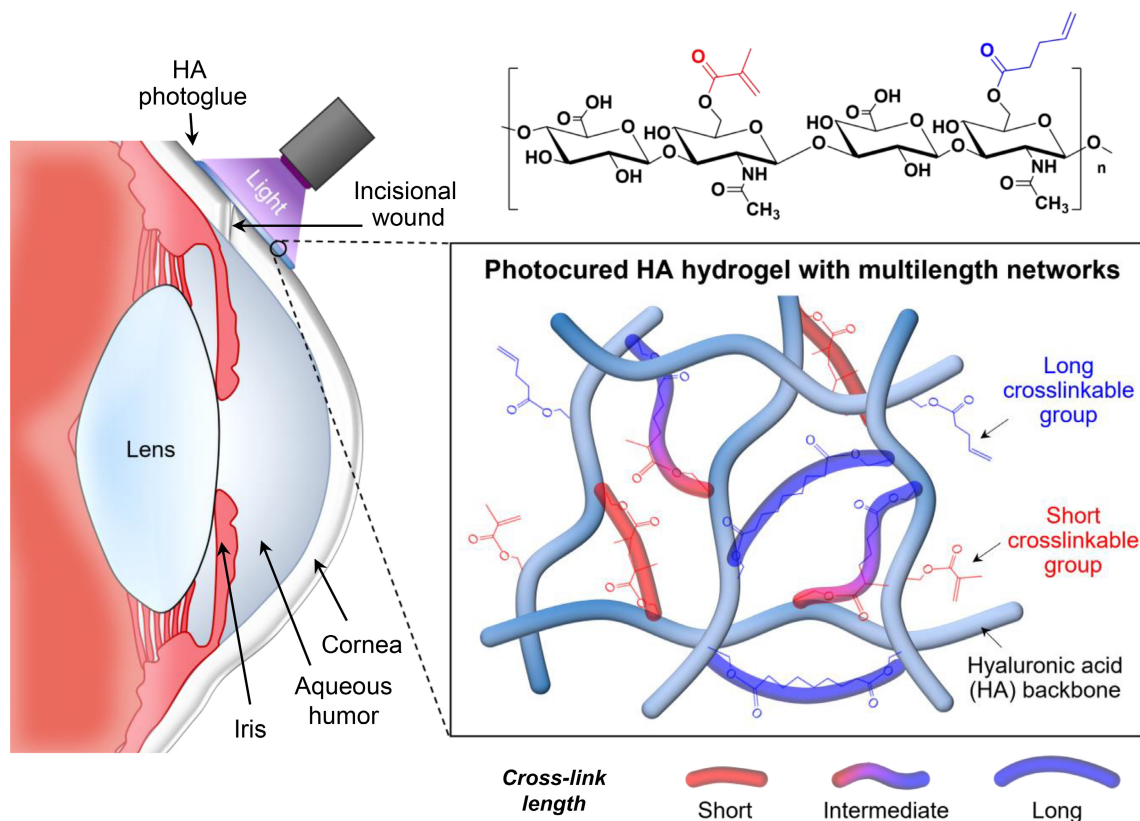 HA
photoglue
Light
Incisional
wound
Lens
Cornea
Aqueous
humor
Iris
O
O
O
O
OH
O
O
HO
O
HO
OH
O
HO
O
NH
O
CH3
O
O
OH
O
HO
O
HO
OH
O
HO
O
NH
O
CH3
O
n
Photocured HA hydrogel with multilength networks
Long
crosslinkable
group
Short
crosslinkable
group
Hyaluronic acid
(HA) backbone
Cross-link
length
Short
Intermediate
Long